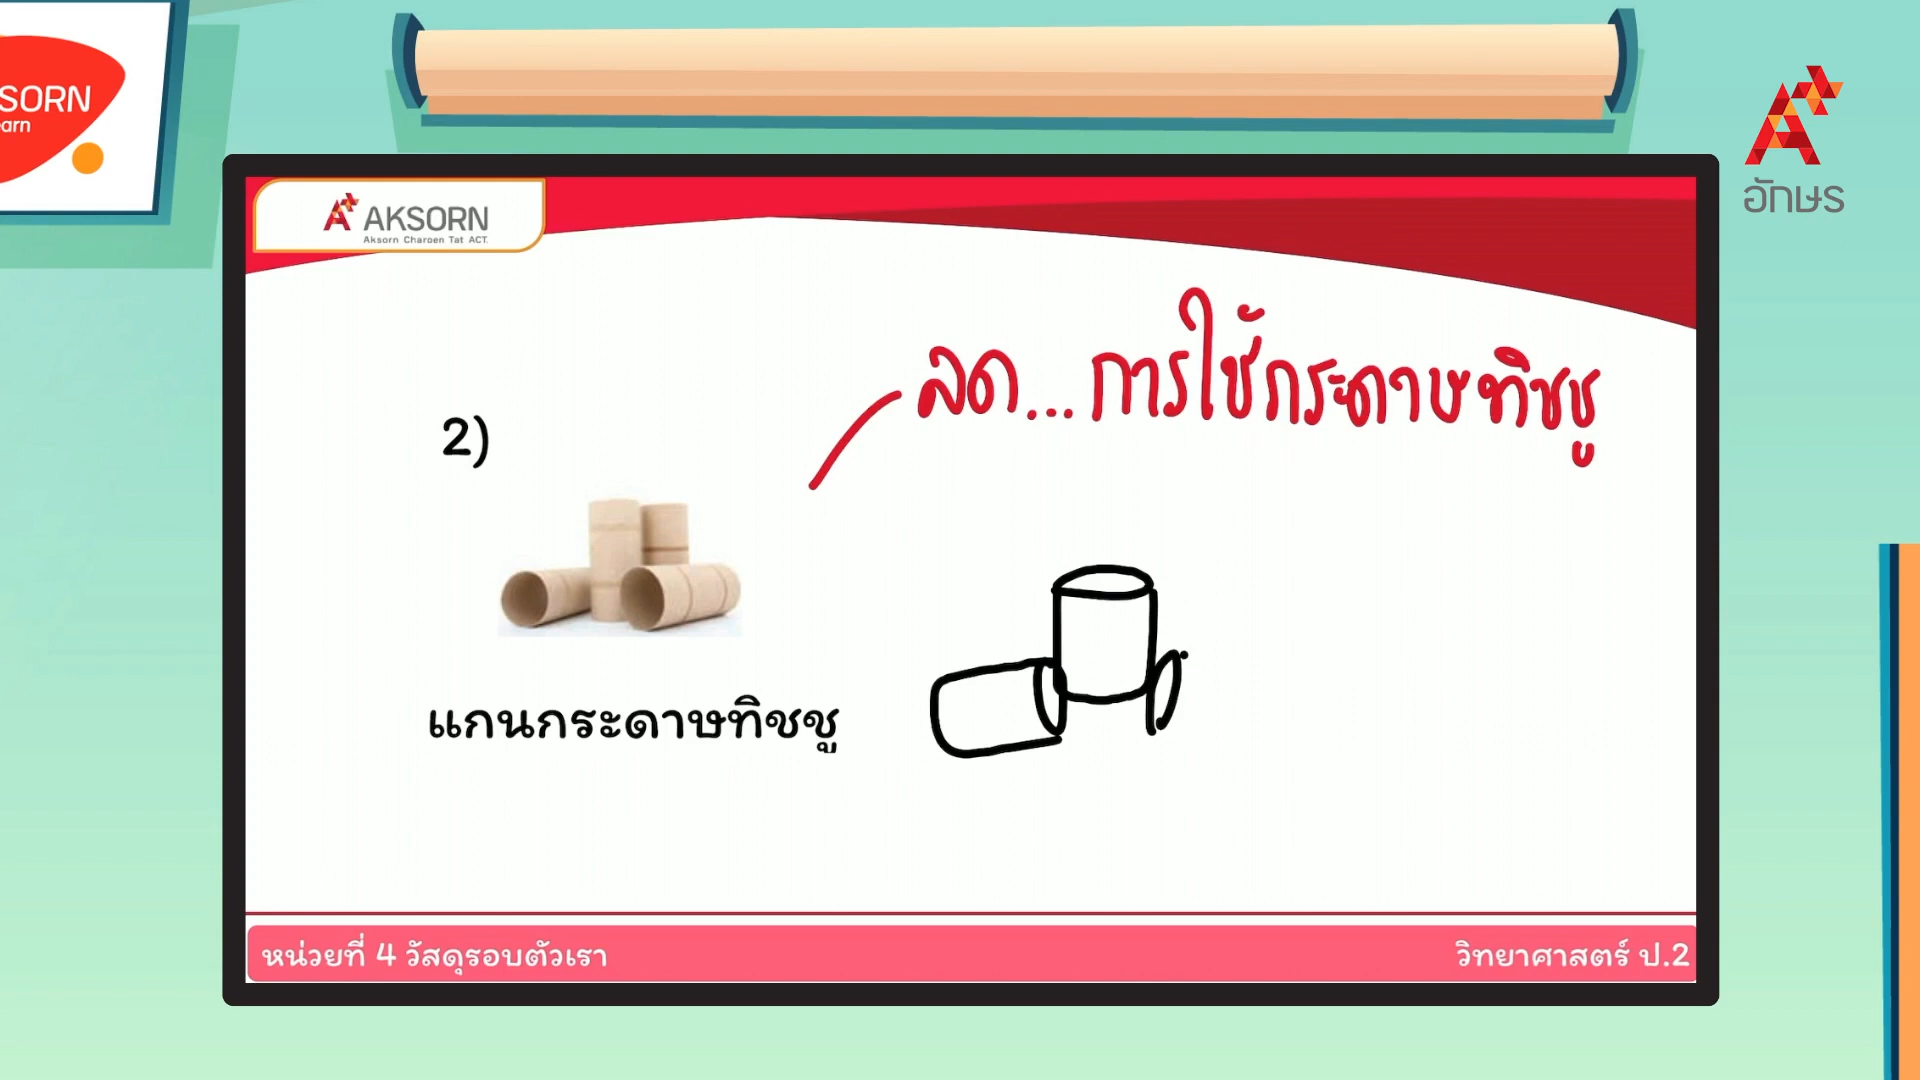 SORN
arn
อักษร
AKSORN
Aksorn Charoen Tat ACT.
ลด... การใช้กระดาษทิชชู
2)
แกนกระดาษทิชชู
หน่วยที่ 4 วัสดุรอบตัวเรา
วิทยาศาสตร์ ป.2